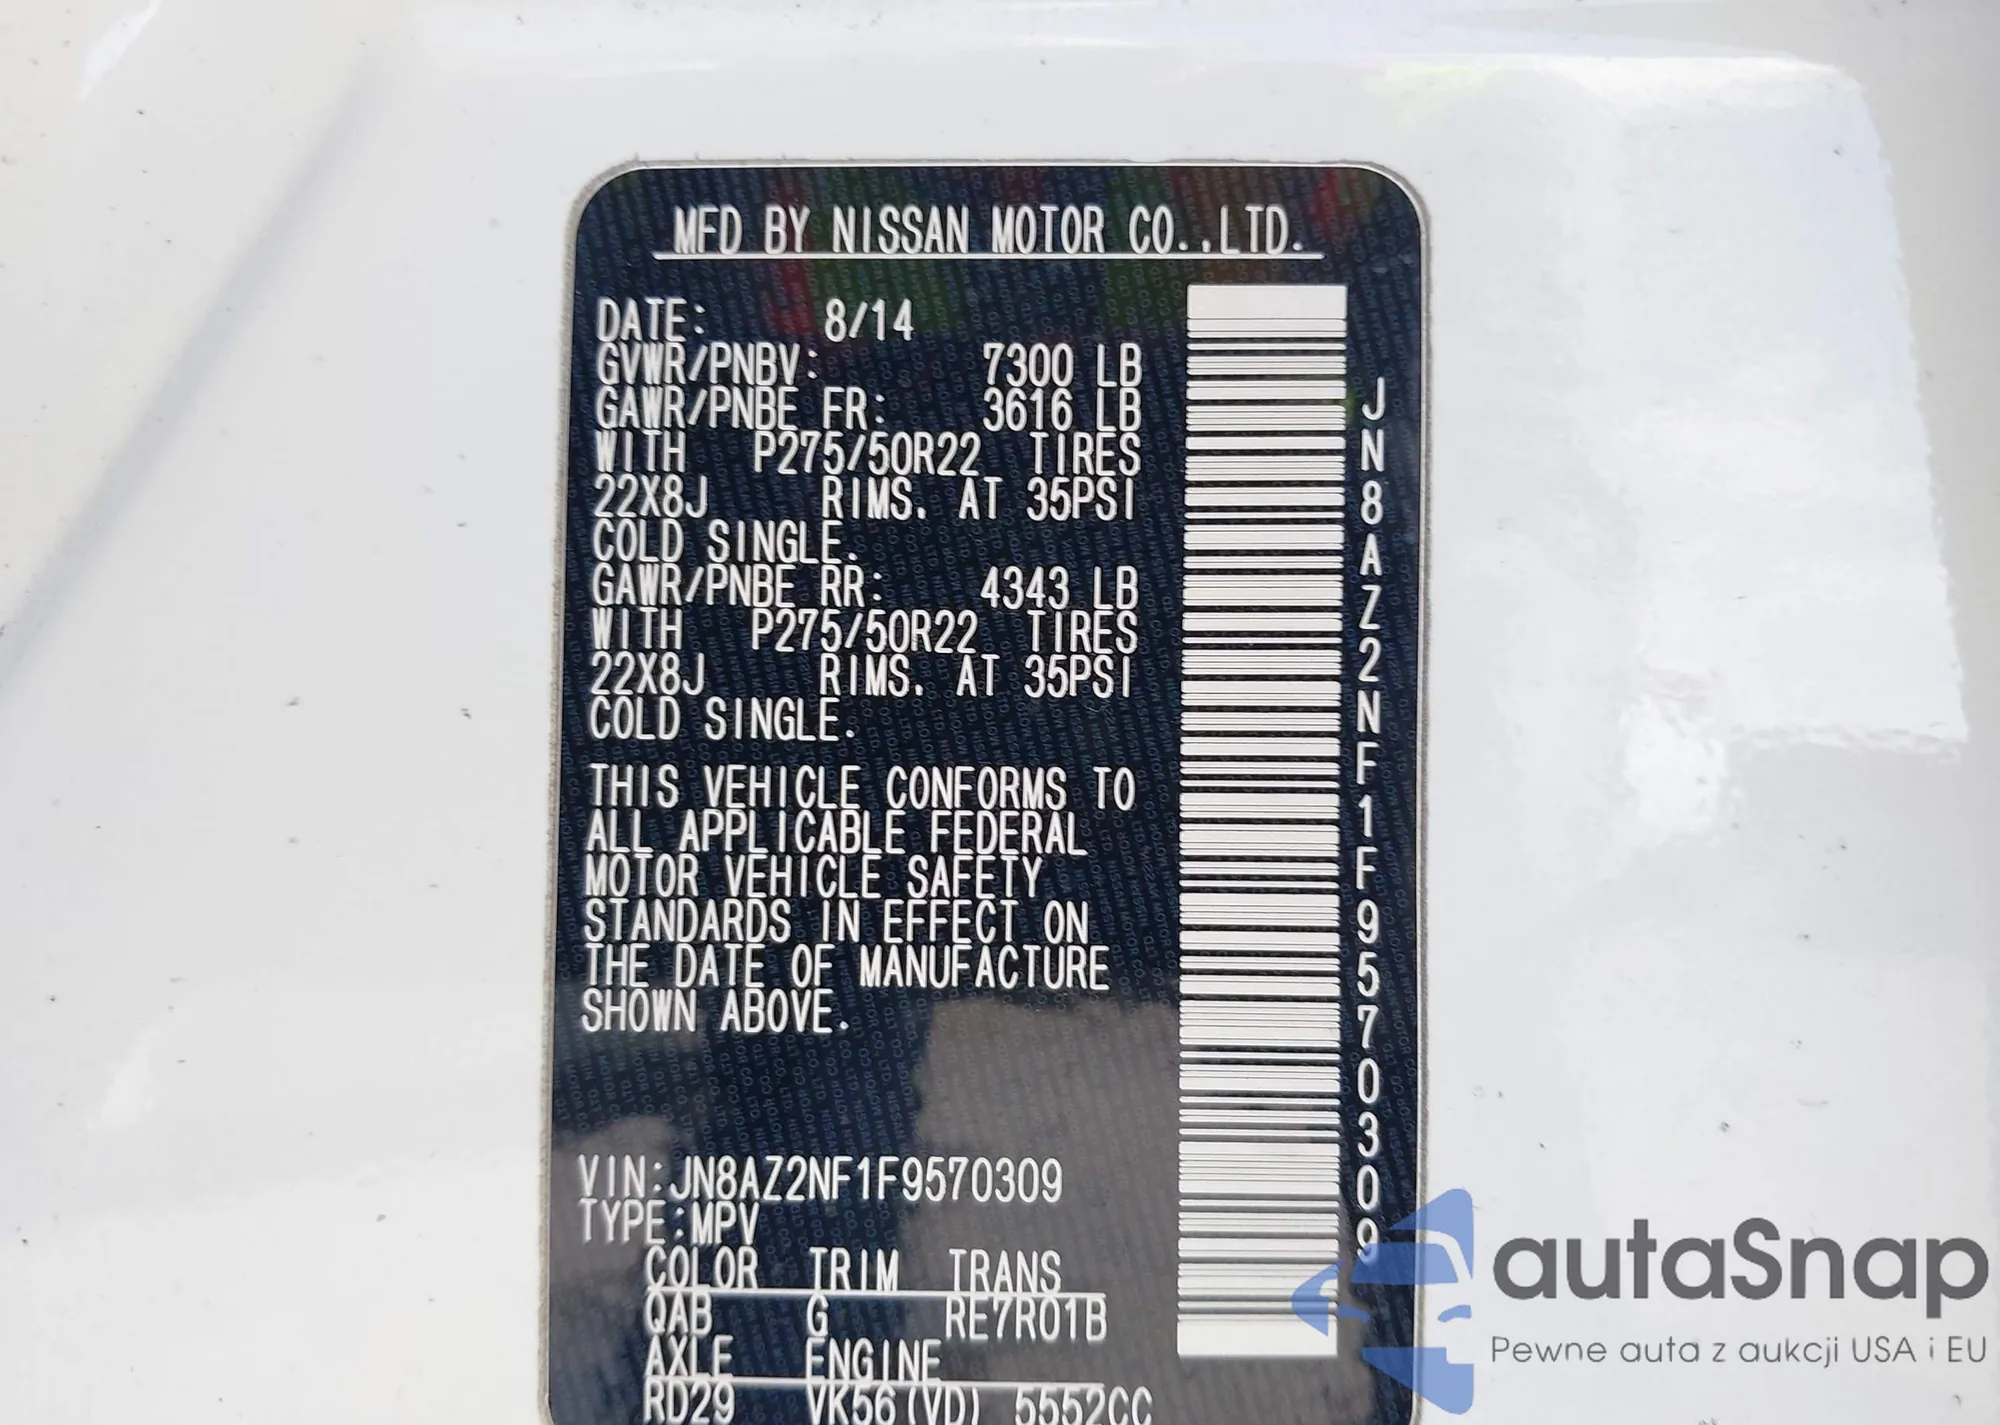 MFD BY NISSAN MOTOR CO.,LTD.
DATE: 8/14
GVWR/PNBV: 7300 LB
GAWR/PNBE FR: 3616 LB
WITH P275/50R22 TIRES
22X8J RIMS. AT 35PSI
COLD SINGLE.
GAWR/PNBE RR: 4343 LB
WITH P275/50R22 TIRES
22X8J RIMS. AT 35PSI
COLD SINGLE.
THIS VEHICLE CONFORMS TO
ALL APPLICABLE FEDERAL
MOTOR VEHICLE SAFETY
STANDARDS IN EFFECT ON
THE DATE OF MANUFACTURE
SHOWN ABOVE.
VIN:JN8AZ2NF1F9570309
TYPE:MPV
COLOR TRIM TRANS
QAB G RE7R01B
AXLE ENGINE
RD29 VK56(VD) 5552CC
JN8AZ2NF1F9570309
autaSnap
Pewne auta z aukcji USA i EU